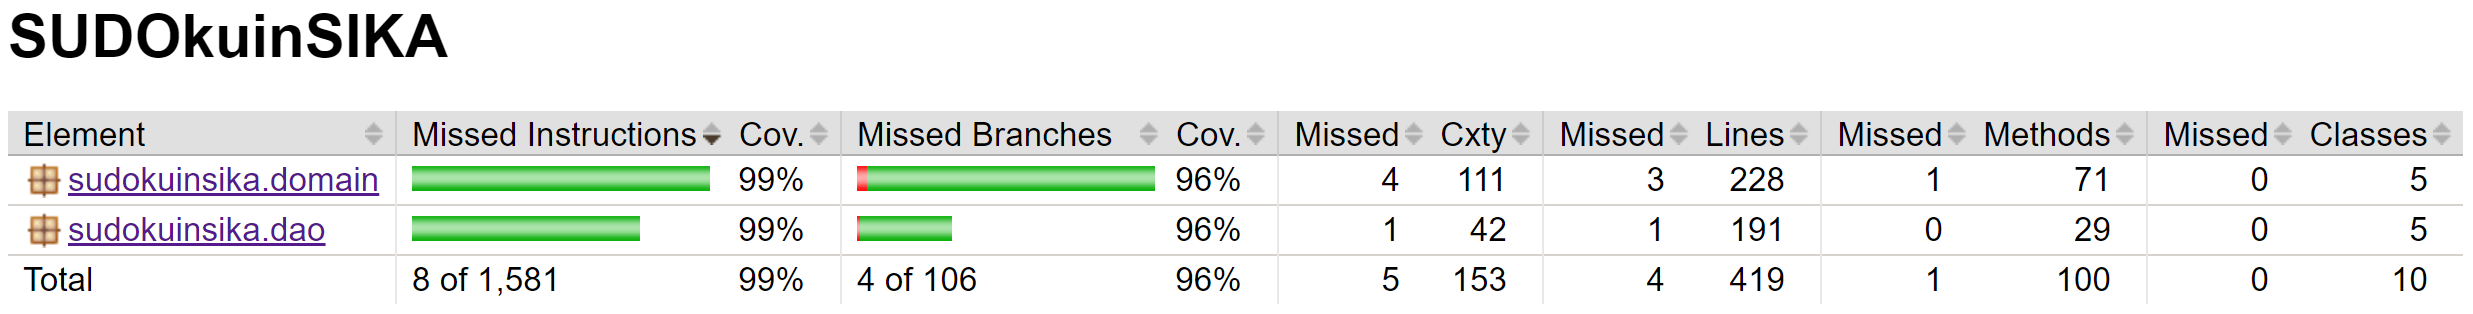 SUDOkuinSIKA
Element Missed Instructions Cov. Missed Branches Cov. Missed Cxty Missed Lines Missed Methods Missed Classes
sudokuinsika.domain 99% 96% 4 111 3 228 1 71 0 5
sudokuinsika.dao 99% 96% 1 42 1 191 0 29 0 5
Total 8 of 1,581 99% 4 of 106 96% 5 153 4 419 1 100 0 10